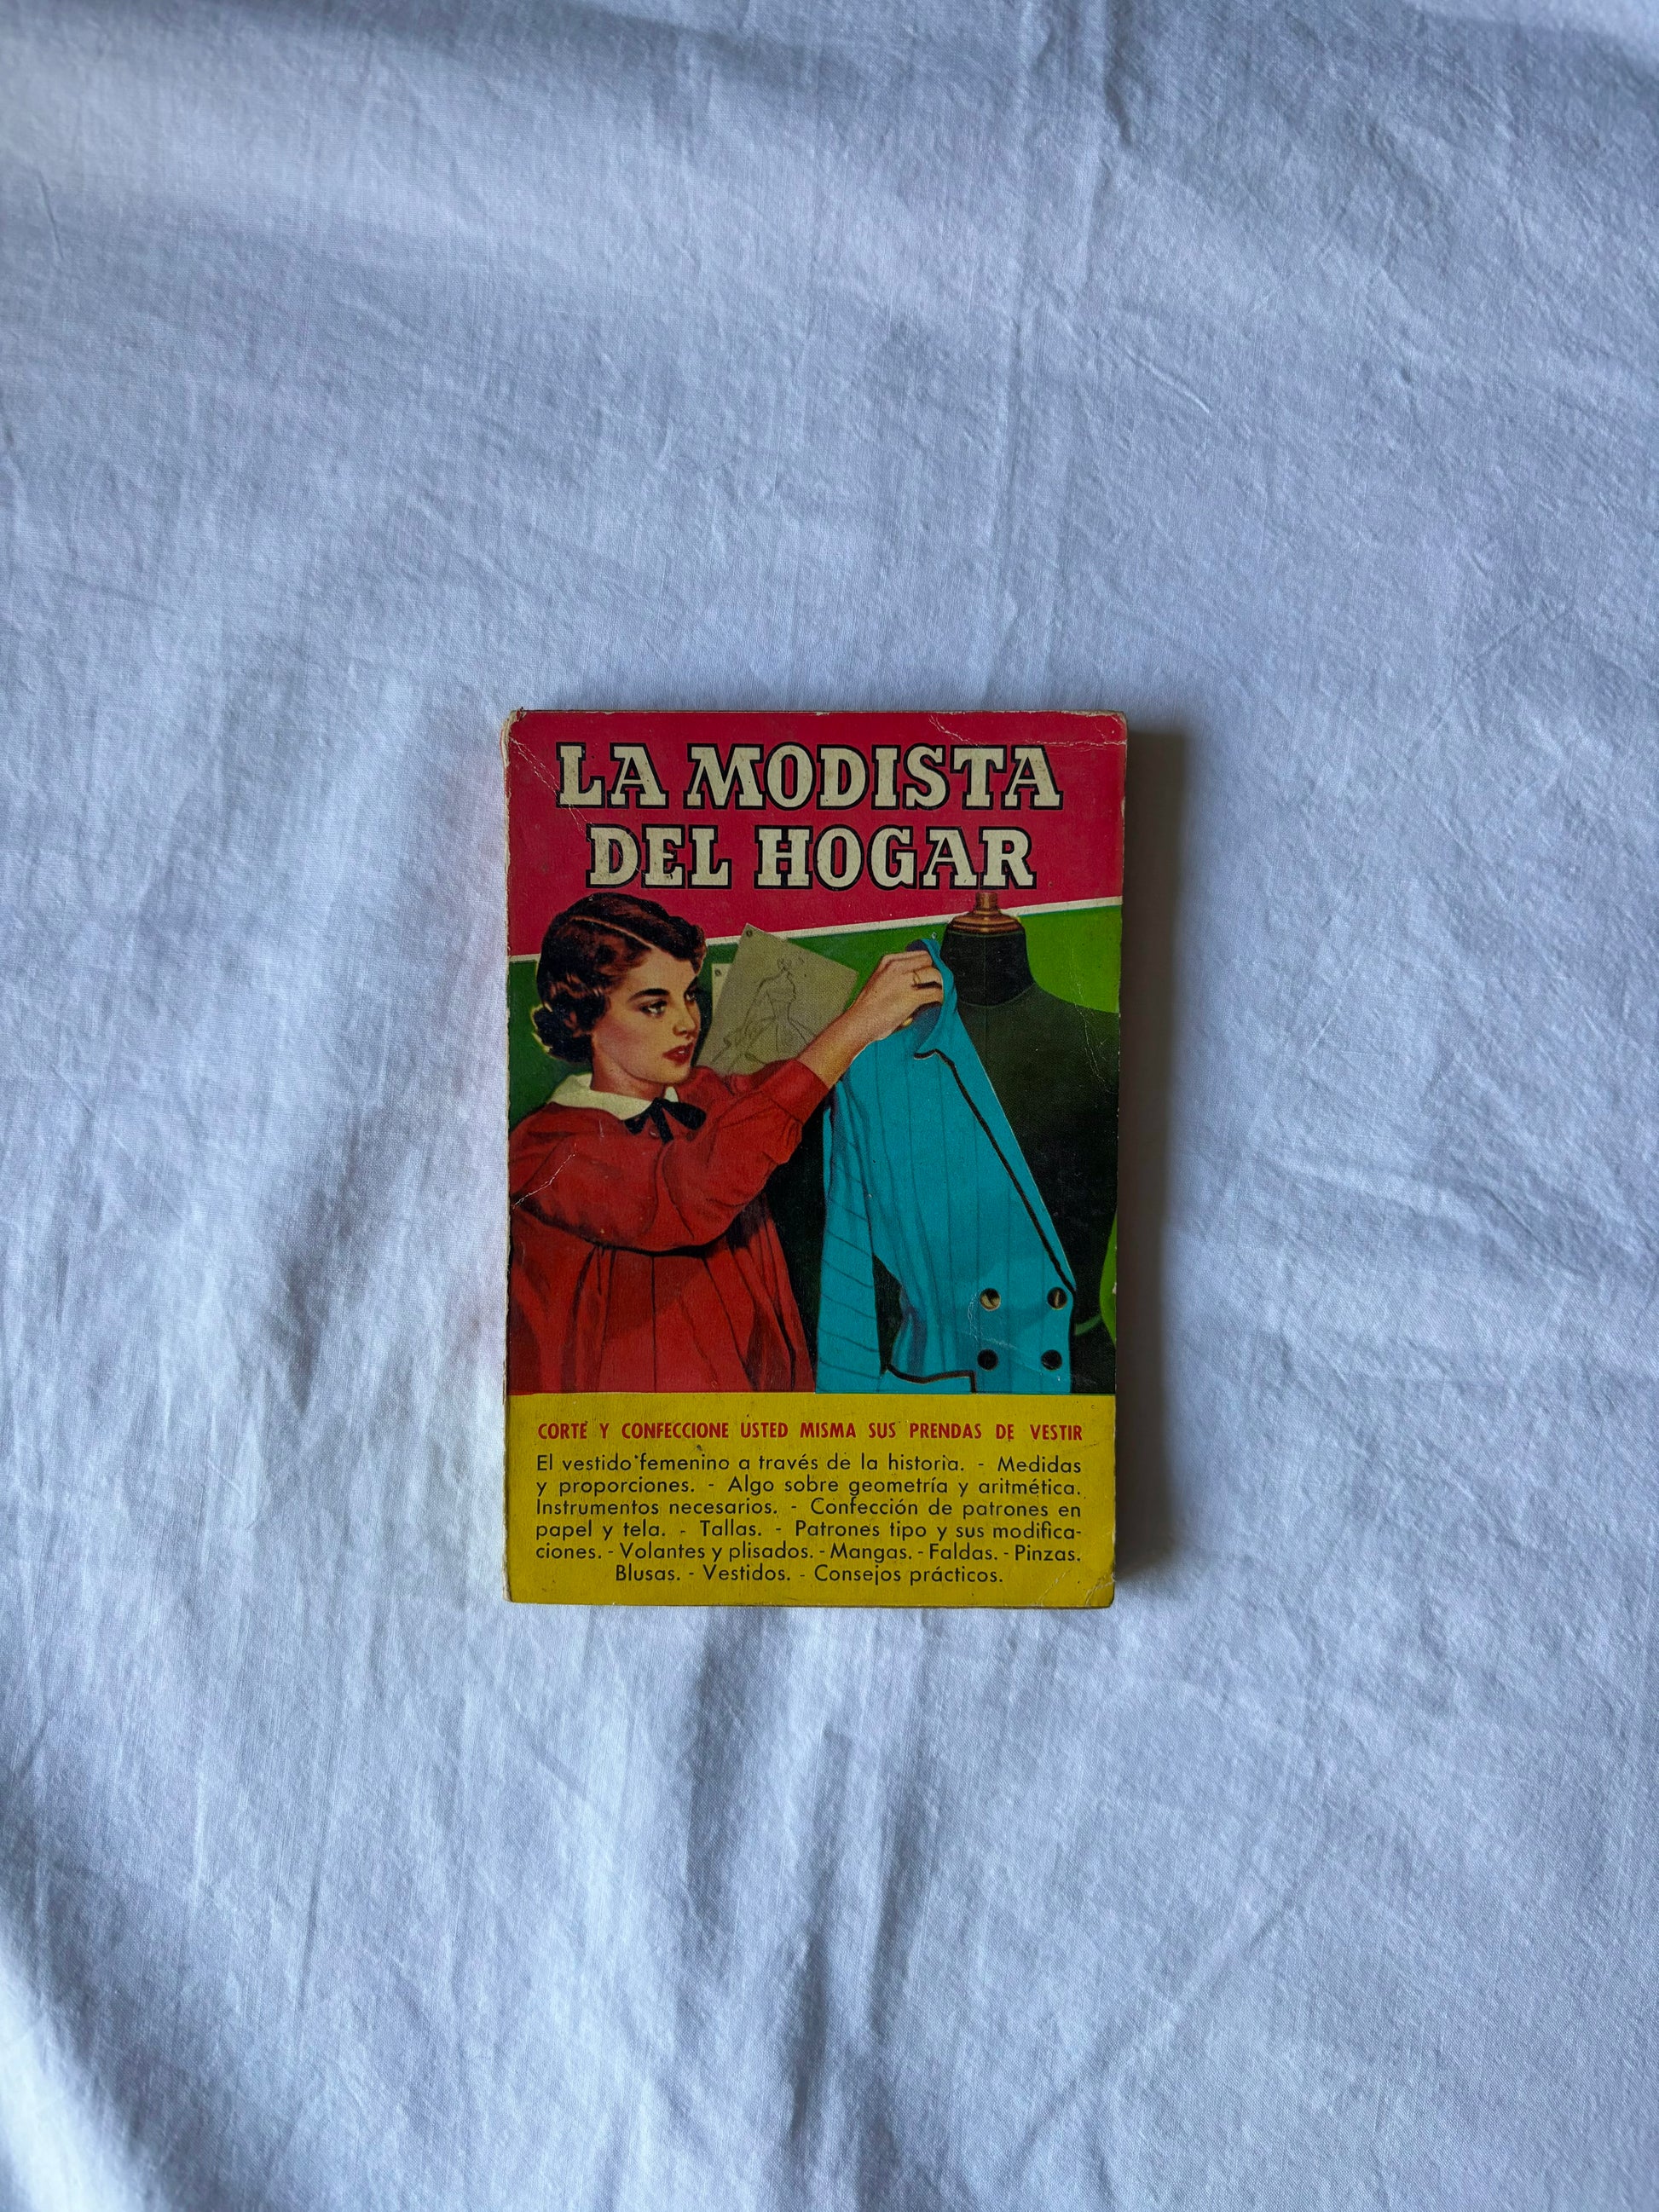 LA MODISTA
DEL HOGAR
CORTE Y CONFECCIONE USTED MISMA SUS PRENDAS DE VESTIR
El vestido femenino a través de la historia. - Medidas
y proporciones. - Algo sobre geometría y aritmética.
Instrumentos necesarios. - Confección de patrones en
papel y tela. - Tallas. - Patrones tipo y sus modifica-
ciones. - Volantes y plisados. - Mangas. - Faldas. - Pinzas.
Blusas. - Vestidos. - Consejos prácticos.